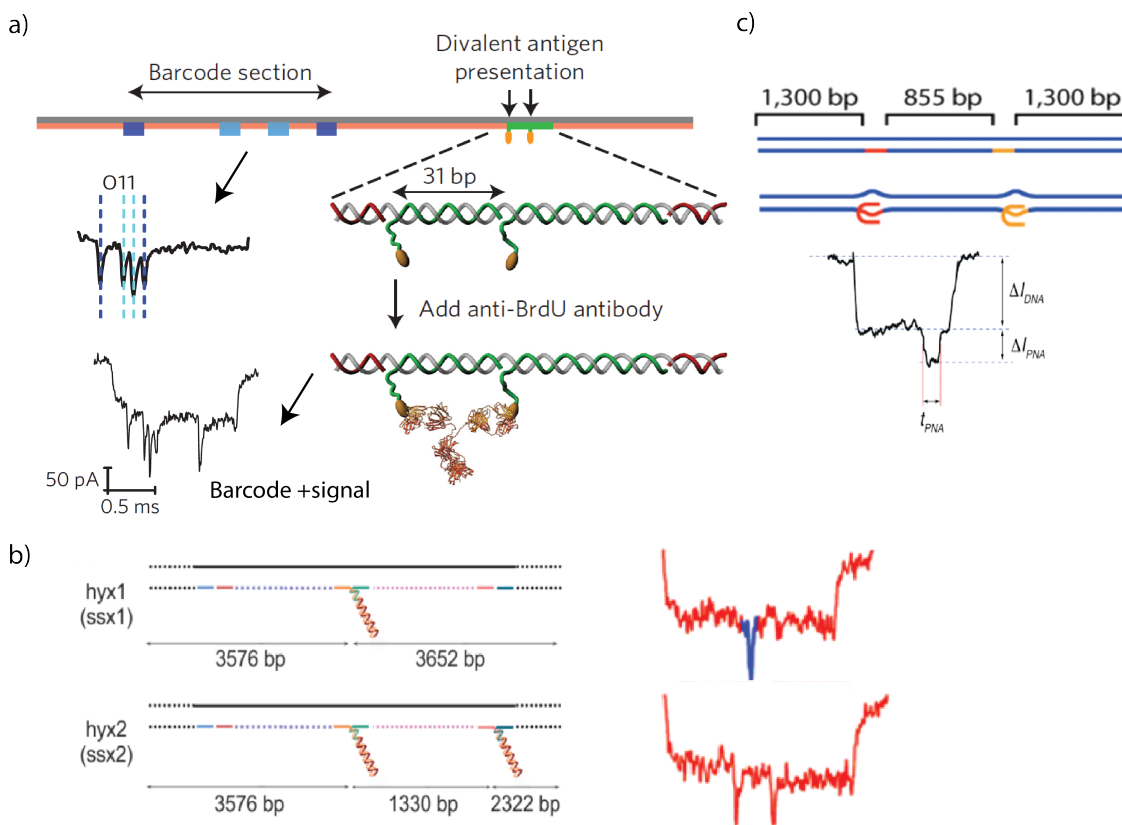 a)
Barcode section
Divalent antigen
presentation
O11
31 bp
Add anti-BrdU antibody
50 pA
0.5 ms
Barcode +signal
b)
hyx1
(ssx1)
3576 bp
3652 bp
hyx2
(ssx2)
3576 bp
1330 bp
2322 bp
c)
1,300 bp
855 bp
1,300 bp
ΔI_DNA
ΔI_PNA
t_PNA